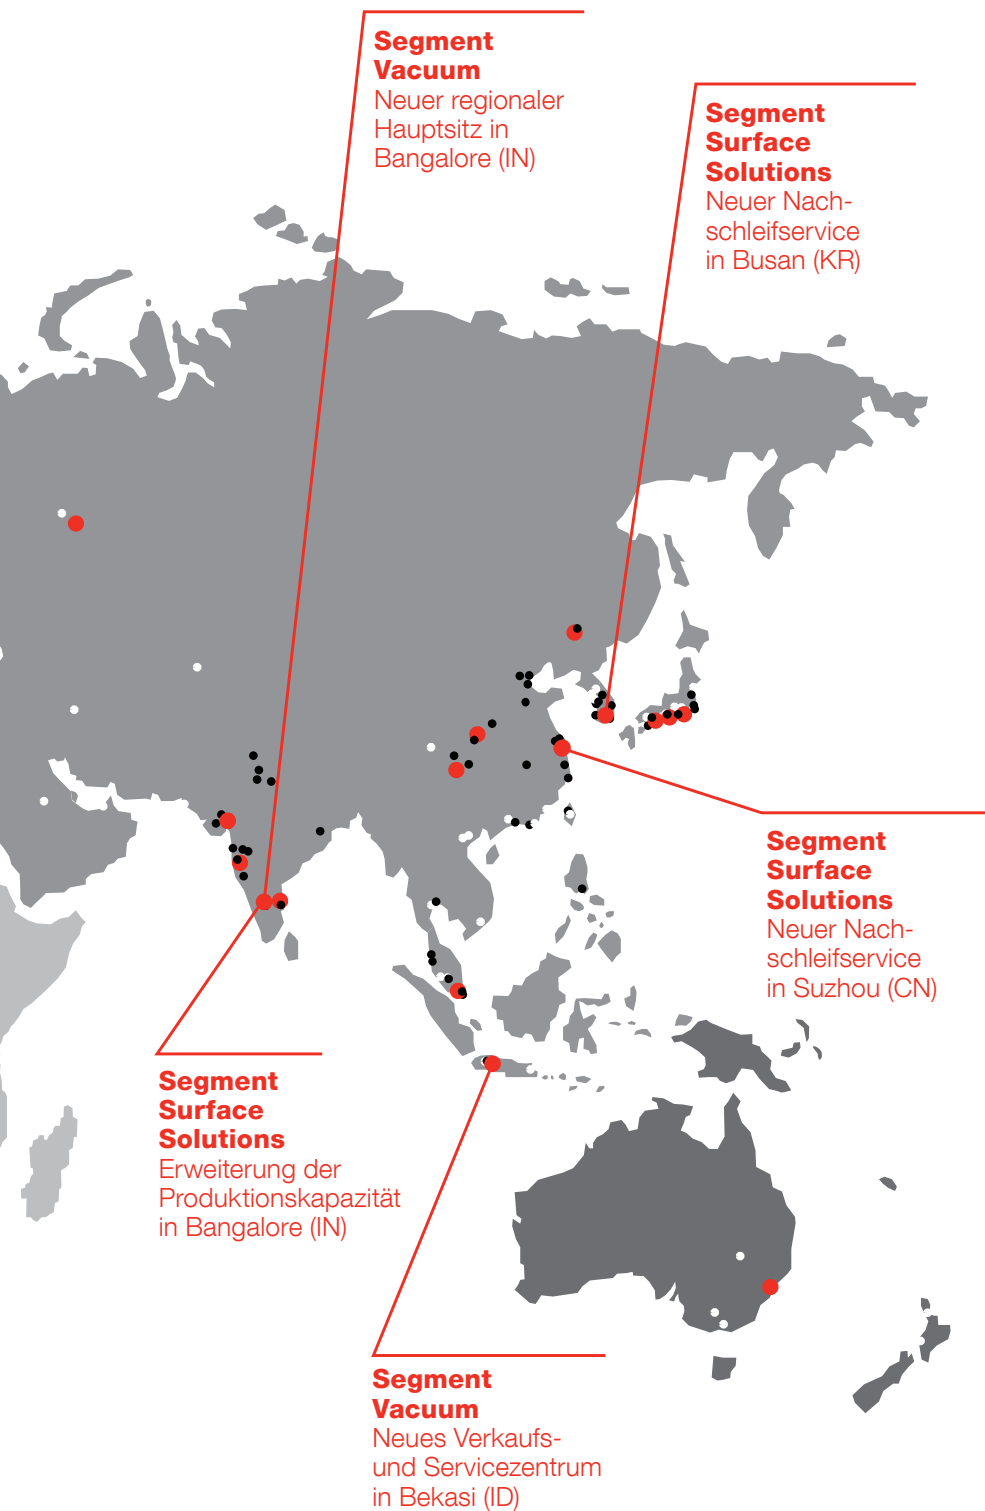 Segment
Vacuum
Neuer regionaler
Hauptsitz in
Bangalore (IN)
Segment
Surface
Solutions
Neuer Nach-
schleifservice
in Busan (KR)
Segment
Surface
Solutions
Neuer Nach-
schleifservice
in Suzhou (CN)
Segment
Surface
Solutions
Erweiterung der
Produktionskapazität
in Bangalore (IN)
Segment
Vacuum
Neues Verkaufs-
und Servicezentrum
in Bekasi (ID)